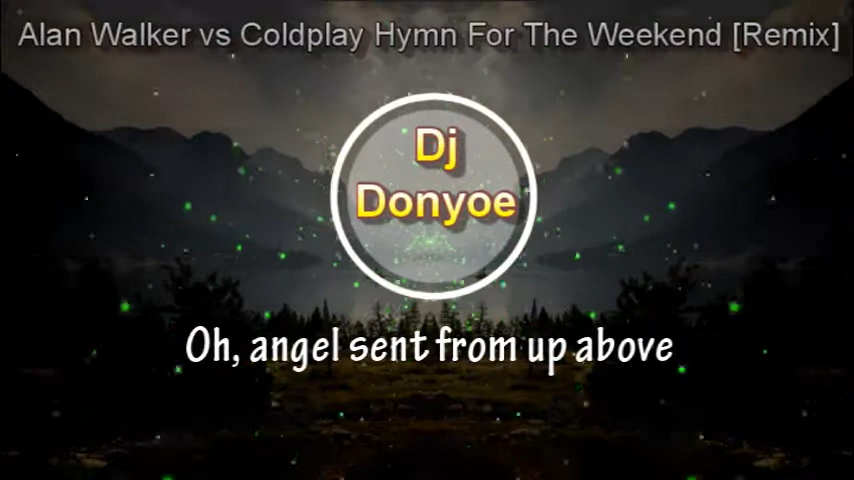 Alan Walker vs Coldplay Hymn For The Weekend [Remix]
Dj
Donyoe
Oh, angel sent from up above